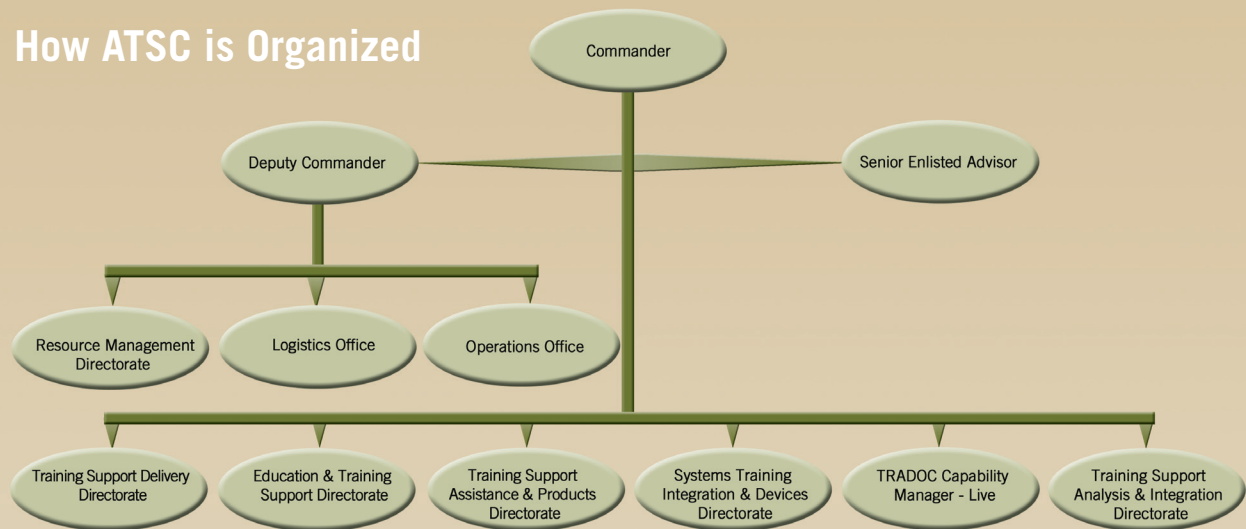 How ATSC is Organized
Commander
Deputy Commander
Senior Enlisted Advisor
Resource Management
Directorate
Logistics Office
Operations Office
Training Support Delivery
Directorate
Education & Training
Support Directorate
Training Support
Assistance & Products
Directorate
Systems Training
Integration & Devices
Directorate
TRADOC Capability
Manager - Live
Training Support
Analysis & Integration
Directorate